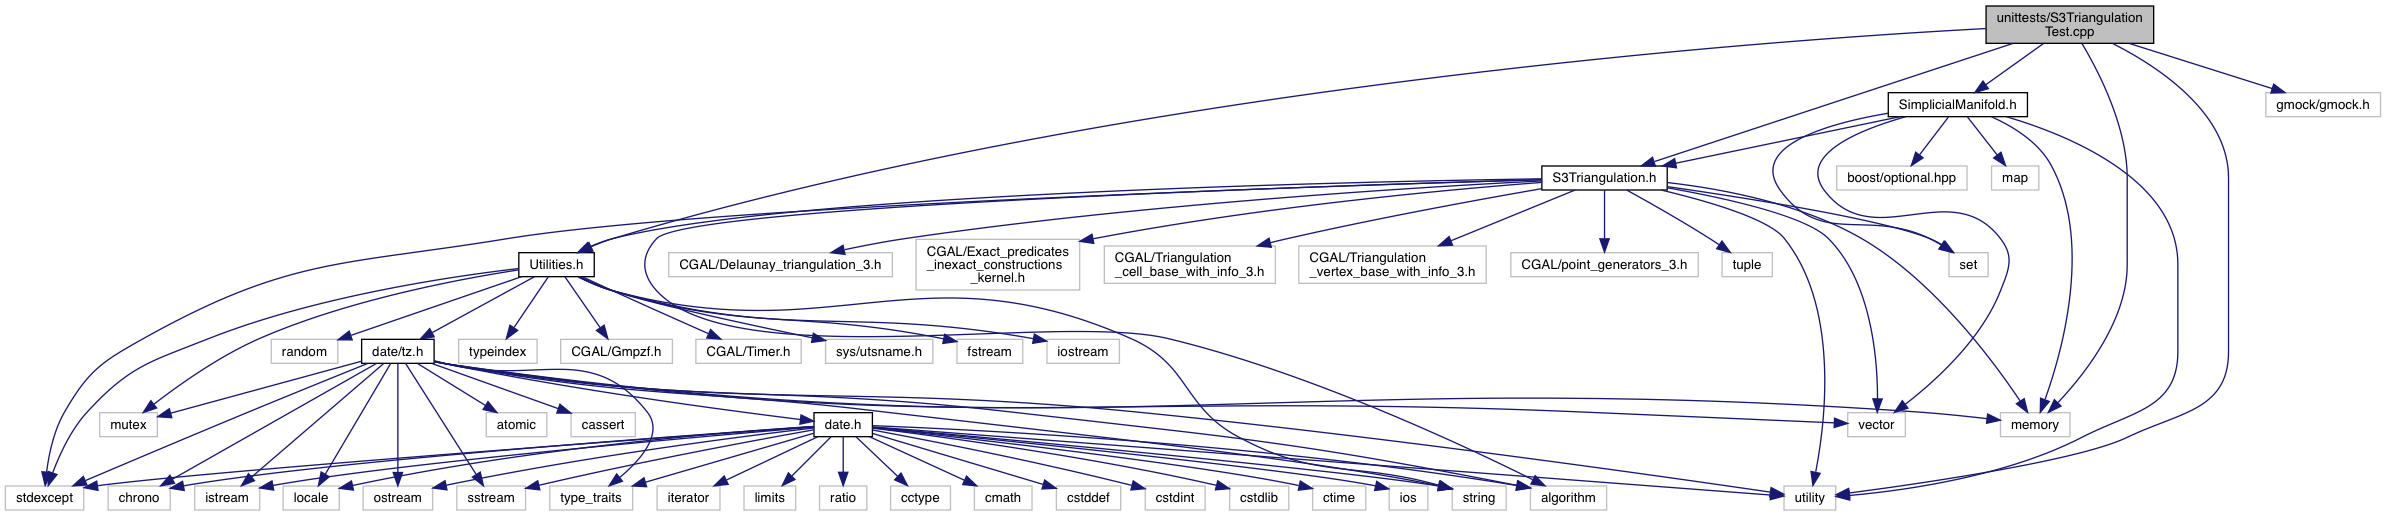 unittests/S3Triangulation
Test.cpp
SimplicialManifold.h
gmock/gmock.h
S3Triangulation.h
boost/optional.hpp
map
Utilities.h
CGAL/Delaunay_triangulation_3.h
CGAL/Exact_predicates
_inexact_constructions
_kernel.h
CGAL/Triangulation
_cell_base_with_info_3.h
CGAL/Triangulation
_vertex_base_with_info_3.h
CGAL/point_generators_3.h
tuple
set
random
date/tz.h
typeindex
CGAL/Gmpzf.h
CGAL/Timer.h
sys/utsname.h
fstream
iostream
mutex
atomic
cassert
date.h
vector
memory
stdexcept
chrono
istream
locale
ostream
sstream
type_traits
iterator
limits
ratio
cctype
cmath
cstddef
cstdint
cstdlib
ctime
ios
string
algorithm
utility